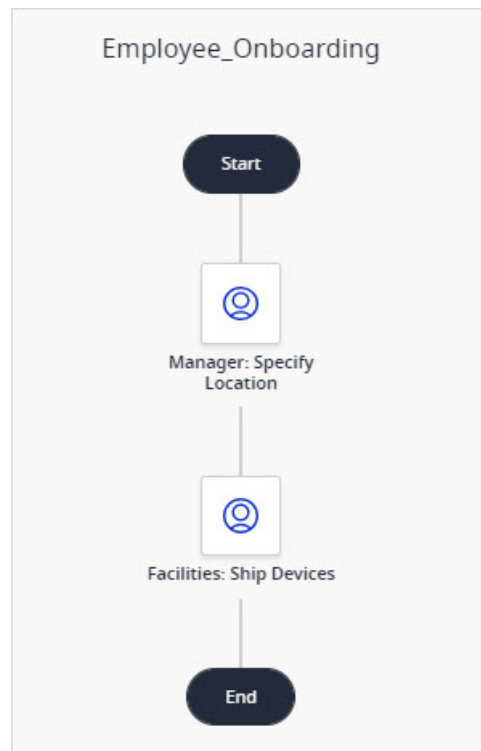 Employee_Onboarding
Start
Manager: Specify
Location
Facilities: Ship Devices
End